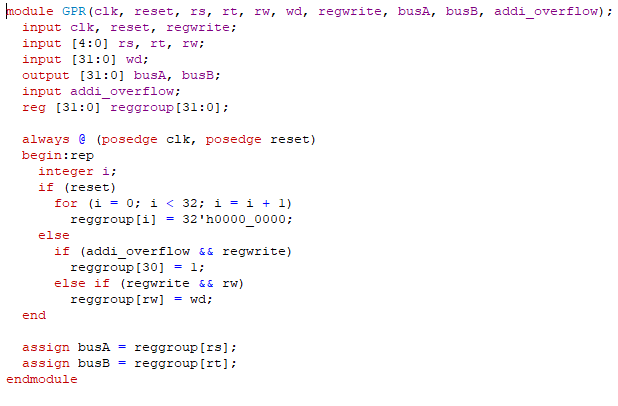 module GPR(clk, reset, rs, rt, rw, wd, regwrite, busA, busB, addi_overflow);
  input clk, reset, regwrite;
  input [4:0] rs, rt, rw;
  input [31:0] wd;
  output [31:0] busA, busB;
  input addi_overflow;
  reg [31:0] reggroup[31:0];

  always @ (posedge clk, posedge reset)
  begin:rep
    integer i;
    if (reset)
      for (i = 0; i < 32; i = i + 1)
        reggroup[i] = 32'h0000_0000;
    else
      if (addi_overflow && regwrite)
        reggroup[30] = 1;
      else if (regwrite && rw)
        reggroup[rw] = wd;
  end

  assign busA = reggroup[rs];
  assign busB = reggroup[rt];
endmodule